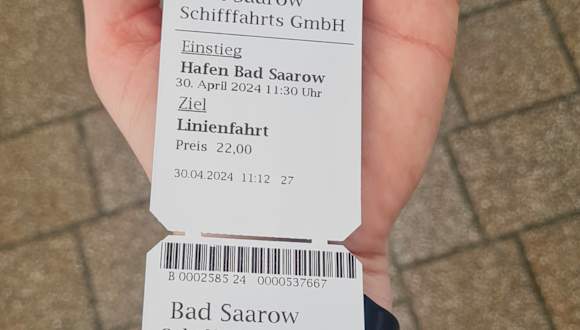 Saarow
Schifffahrts GmbH
Einstieg
Hafen Bad Saarow
30. April 2024 11:30 Uhr
Ziel
Linienfahrt
Preis 22,00
30.04.2024 11:12 27
B 0002585 24 0000537667
Bad Saarow